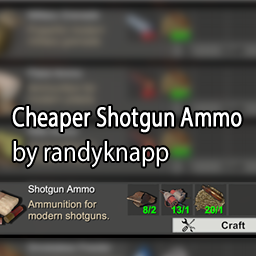 Cheaper Shotgun Ammo
by randyknapp
Shotgun Ammo
Ammunition for
modern shotguns.
8/2 13/1 20/1
Craft